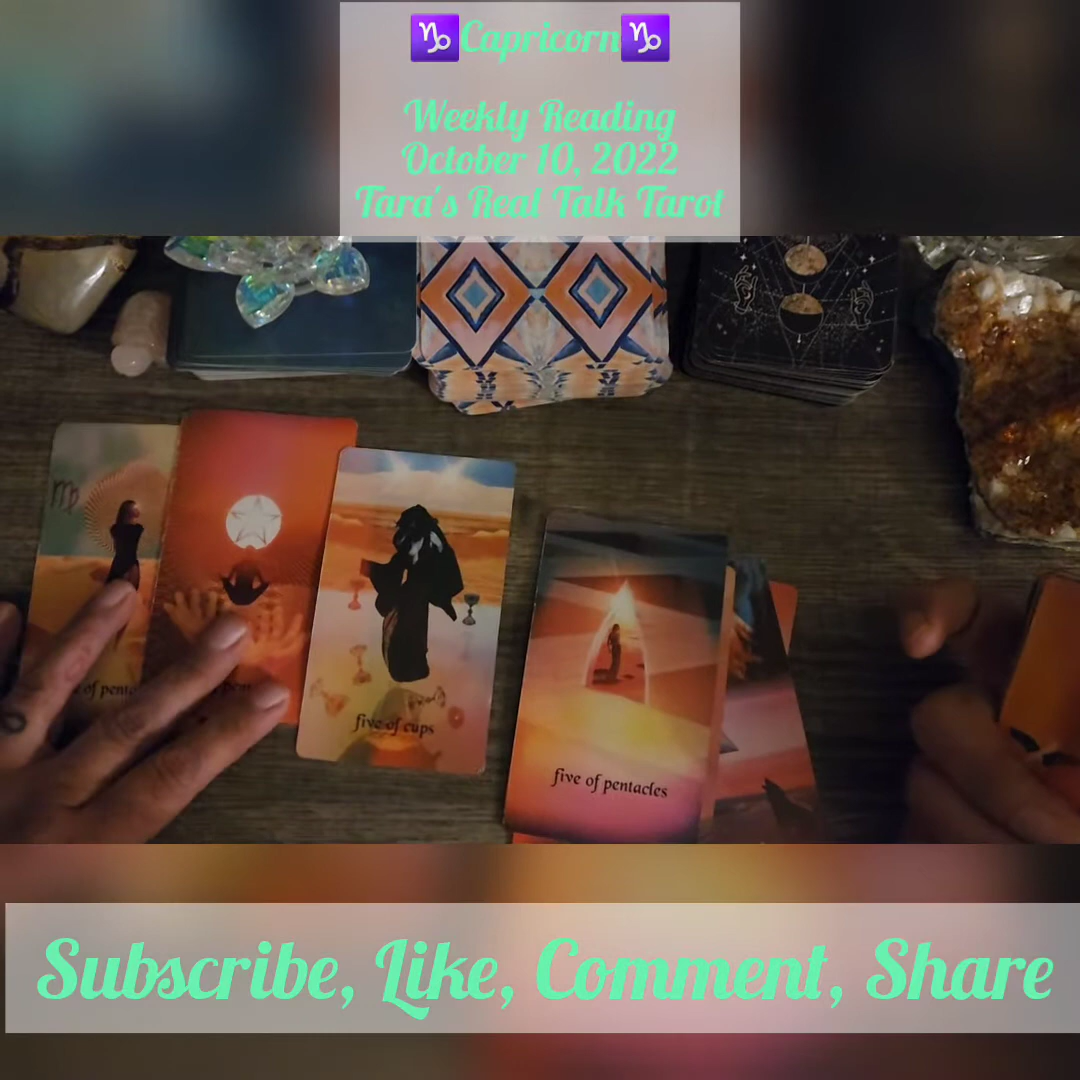 ♑Capricorn♑
Weekly Reading
October 10, 2022
Tara's Real Talk Tarot
of
five of cups
five of pentacles
Subscribe, Like, Comment, Share